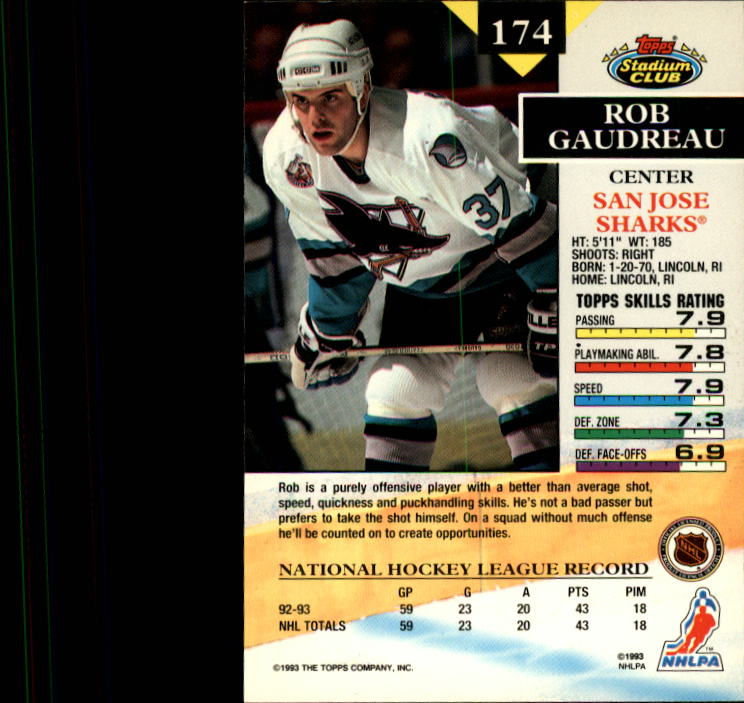 174
Topps
Stadium
CLUB
ROB
GAUDREAU
CENTER
SAN JOSE
SHARKS®
HT: 5'11" WT: 185
SHOOTS: RIGHT
BORN: 1-20-70, LINCOLN, RI
HOME: LINCOLN, RI
TOPPS SKILLS RATING
PASSING 7.9
PLAYMAKING ABIL. 7.8
SPEED 7.9
DEF. ZONE 7.3
DEF. FACE-OFFS 6.9
37
Rob is a purely offensive player with a better than average shot,
speed, quickness and puckhandling skills. He's not a bad passer but
prefers to take the shot himself. On a squad without much offense
he'll be counted on to create opportunities.
NATIONAL HOCKEY LEAGUE RECORD
GP G A PTS PIM
92-93 59 23 20 43 18
NHL TOTALS 59 23 20 43 18
NHL
NHLPA
TM
©1993 THE TOPPS COMPANY, INC.
©1993
NHLPA